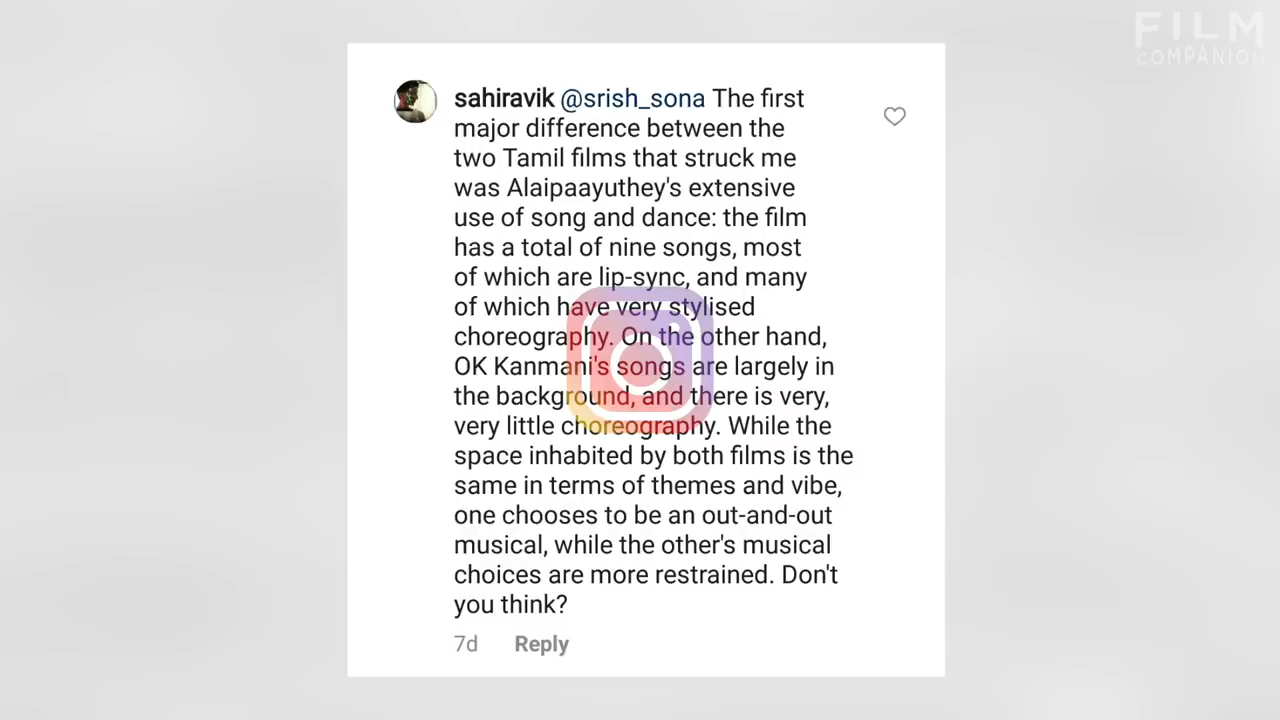 FILM
COMPANION
sahiravik @srish_sona The first
major difference between the
two Tamil films that struck me
was Alaipaayuthey's extensive
use of song and dance: the film
has a total of nine songs, most
of which are lip-sync, and many
of which have very stylised
choreography. On the other hand,
OK Kanmani's songs are largely in
the background, and there is very,
very little choreography. While the
space inhabited by both films is the
same in terms of themes and vibe,
one chooses to be an out-and-out
musical, while the other's musical
choices are more restrained. Don't
you think?
7d Reply